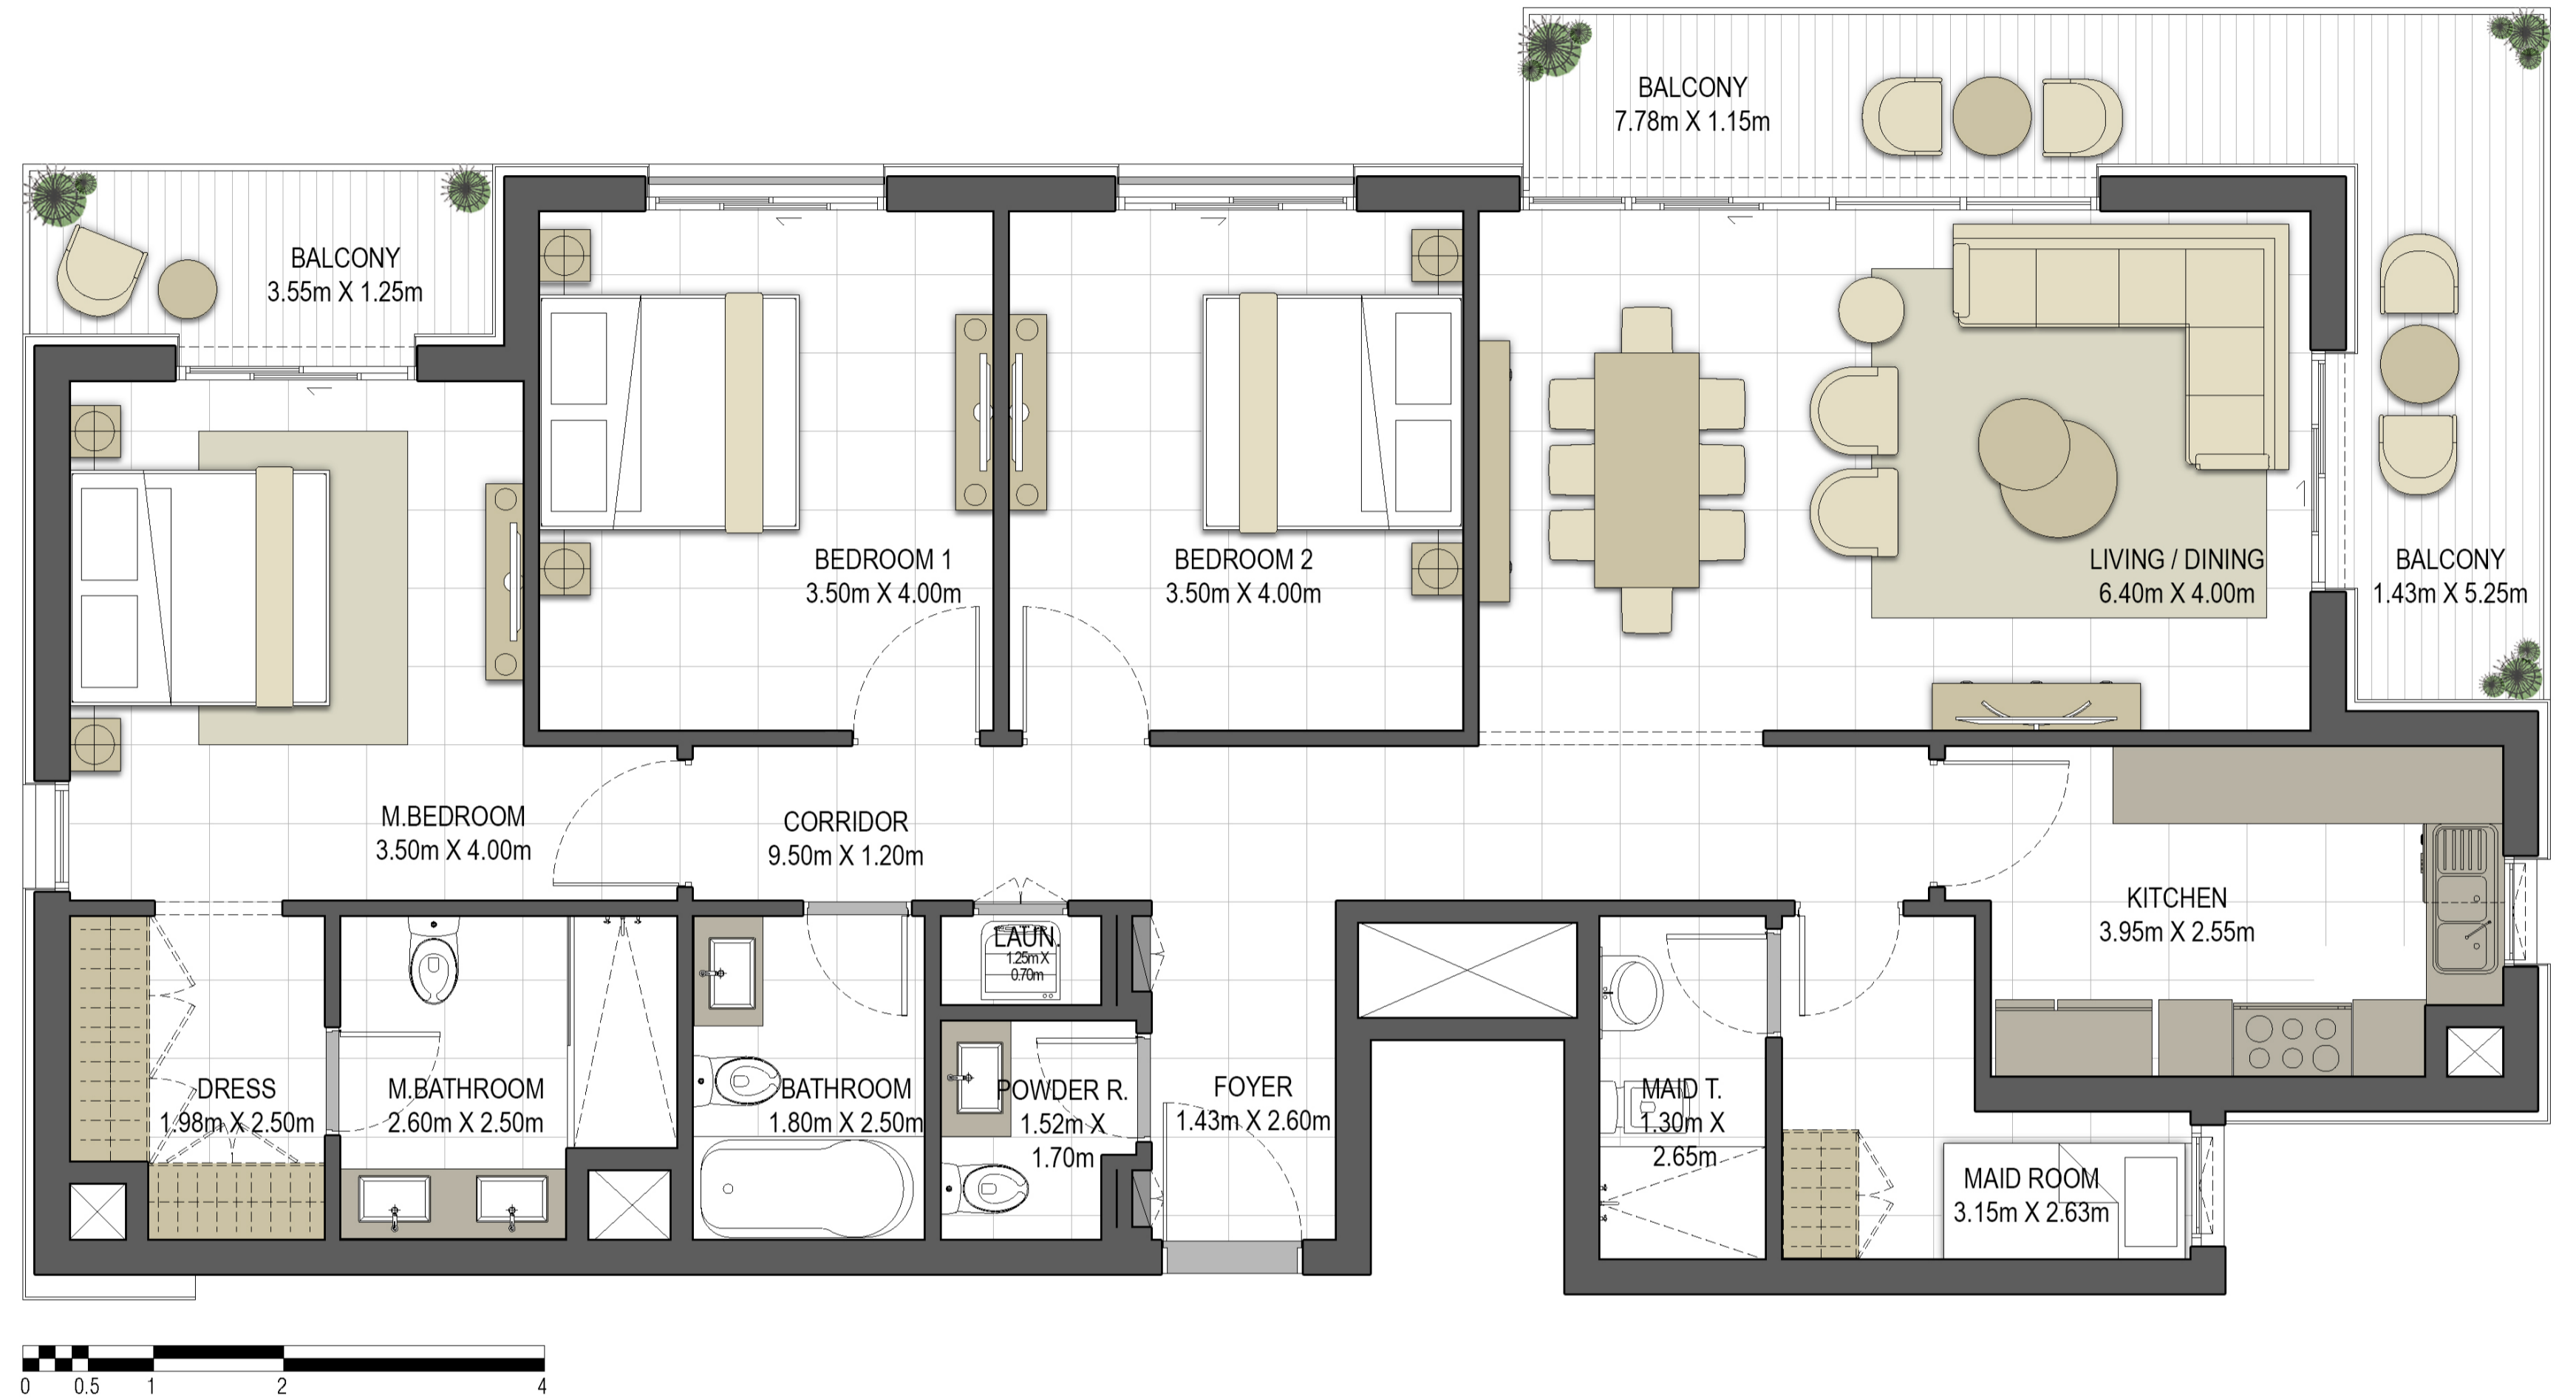 BALCONY
7.78m X 1.15m
BALCONY
3.55m X 1.25m
BEDROOM 1
3.50m X 4.00m
BEDROOM 2
3.50m X 4.00m
LIVING / DINING
6.40m X 4.00m
BALCONY
1.43m X 5.25m
M.BEDROOM
3.50m X 4.00m
CORRIDOR
9.50m X 1.20m
KITCHEN
3.95m X 2.55m
LAUN.
1.25m X
0.70m
DRESS
1.98m X 2.50m
M.BATHROOM
2.60m X 2.50m
BATHROOM
1.80m X 2.50m
POWDER R.
1.52m X
1.70m
FOYER
1.43m X 2.60m
MAID T.
1.30m X
2.65m
MAID ROOM
3.15m X 2.63m
0 0.5 1 2 4